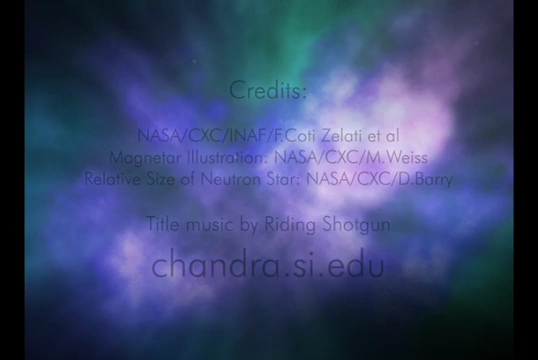 Credits:
NASA/CXC/INAF/F.Coti Zelati et al
Magnetar Illustration: NASA/CXC/M.Weiss
Relative Size of Neutron Star: NASA/CXC/D.Barry
Title music by Riding Shotgun
chandra.si.edu